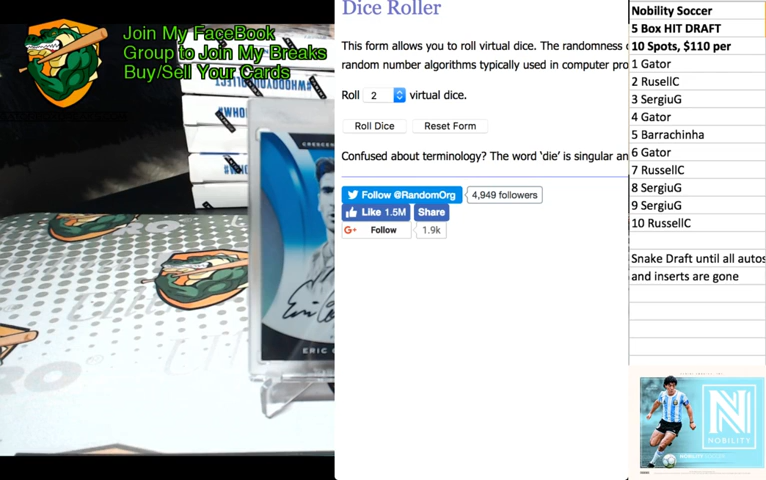 Join My FaceBook
Group to Join My Breaks
Buy/Sell Your Cards
Dice Roller
This form allows you to roll virtual dice. The randomness
random number algorithms typically used in computer pro
Roll 2 virtual dice.
Roll Dice Reset Form
Confused about terminology? The word ‘die’ is singular an
Follow @RandomOrg 4,949 followers
Like 1.5M Share
G+ Follow 1.9k
Nobility Soccer
5 Box HIT DRAFT
10 Spots, $110 per
1 Gator
2 RusellC
3 SergiuG
4 Gator
5 Barrachinha
6 Gator
7 RusselIC
8 SergiuG
9 SergiuG
10 RussellC
Snake Draft until all autos
and inserts are gone
N
NOBILITY
ERIC